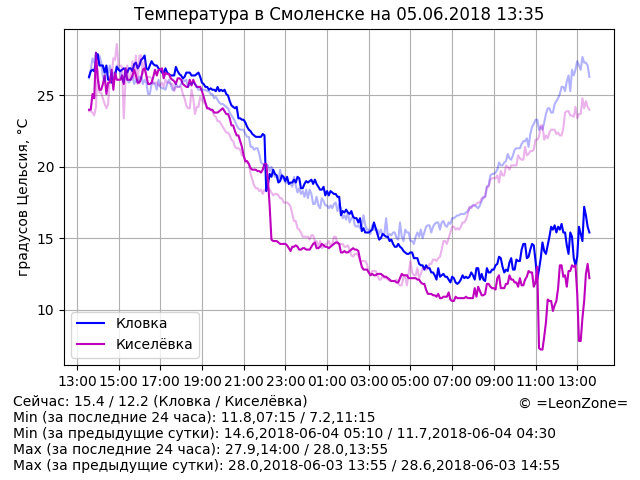 Температура в Смоленске на 05.06.2018 13:35
градусов Цельсия, °C
25
20
15
10
Кловка
Киселёвка
13:00 15:00 17:00 19:00 21:00 23:00 01:00 03:00 05:00 07:00 09:00 11:00 13:00
Сейчас: 15.4 / 12.2 (Кловка / Киселёвка)
© =LeonZone=
Min (за последние 24 часа): 11.8,07:15 / 7.2,11:15
Min (за предыдущие сутки): 14.6,2018-06-04 05:10 / 11.7,2018-06-04 04:30
Max (за последние 24 часа): 27.9,14:00 / 28.0,13:55
Max (за предыдущие сутки): 28.0,2018-06-03 13:55 / 28.6,2018-06-03 14:55